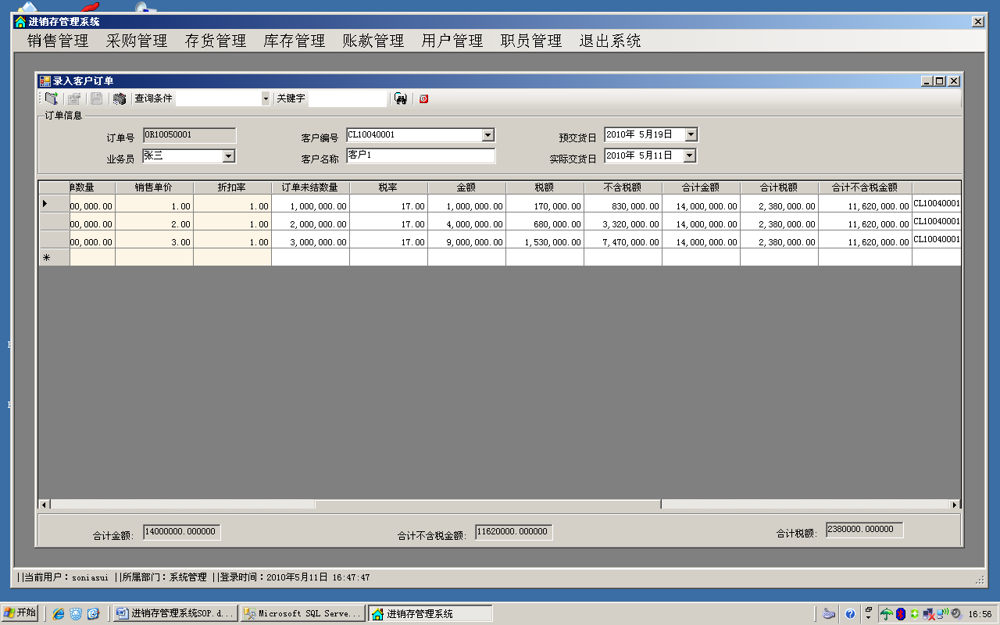 进销存管理系统
销售管理 采购管理 存货管理 库存管理 账款管理 用户管理 职员管理 退出系统
录入客户订单
查询条件 关键字
订单信息
订单号 OR10050001 客户编号 CL10040001 预交货日 2010年 5月19日
业务员 张三 客户名称 客户1 实际交货日 2010年 5月11日
单数量 销售单价 折扣率 订单未结数量 税率 金额 税额 不含税额 合计金额 合计税额 合计不含税金额
00,000.00 1.00 1.00 1,000,000.00 17.00 1,000,000.00 170,000.00 830,000.00 14,000,000.00 2,380,000.00 11,620,000.00 CL10040001
00,000.00 2.00 1.00 2,000,000.00 17.00 4,000,000.00 680,000.00 3,320,000.00 14,000,000.00 2,380,000.00 11,620,000.00 CL10040001
00,000.00 3.00 1.00 3,000,000.00 17.00 9,000,000.00 1,530,000.00 7,470,000.00 14,000,000.00 2,380,000.00 11,620,000.00 CL10040001
合计金额: 14000000.000000 合计不含税金额: 11620000.000000 合计税额: 2380000.000000
||当前用户：soniasui ||所属部门：系统管理 ||登录时间：2010年5月11日 16:47:47
开始 进销存管理系统SOP.d... Microsoft SQL Serve... 进销存管理系统 16:56